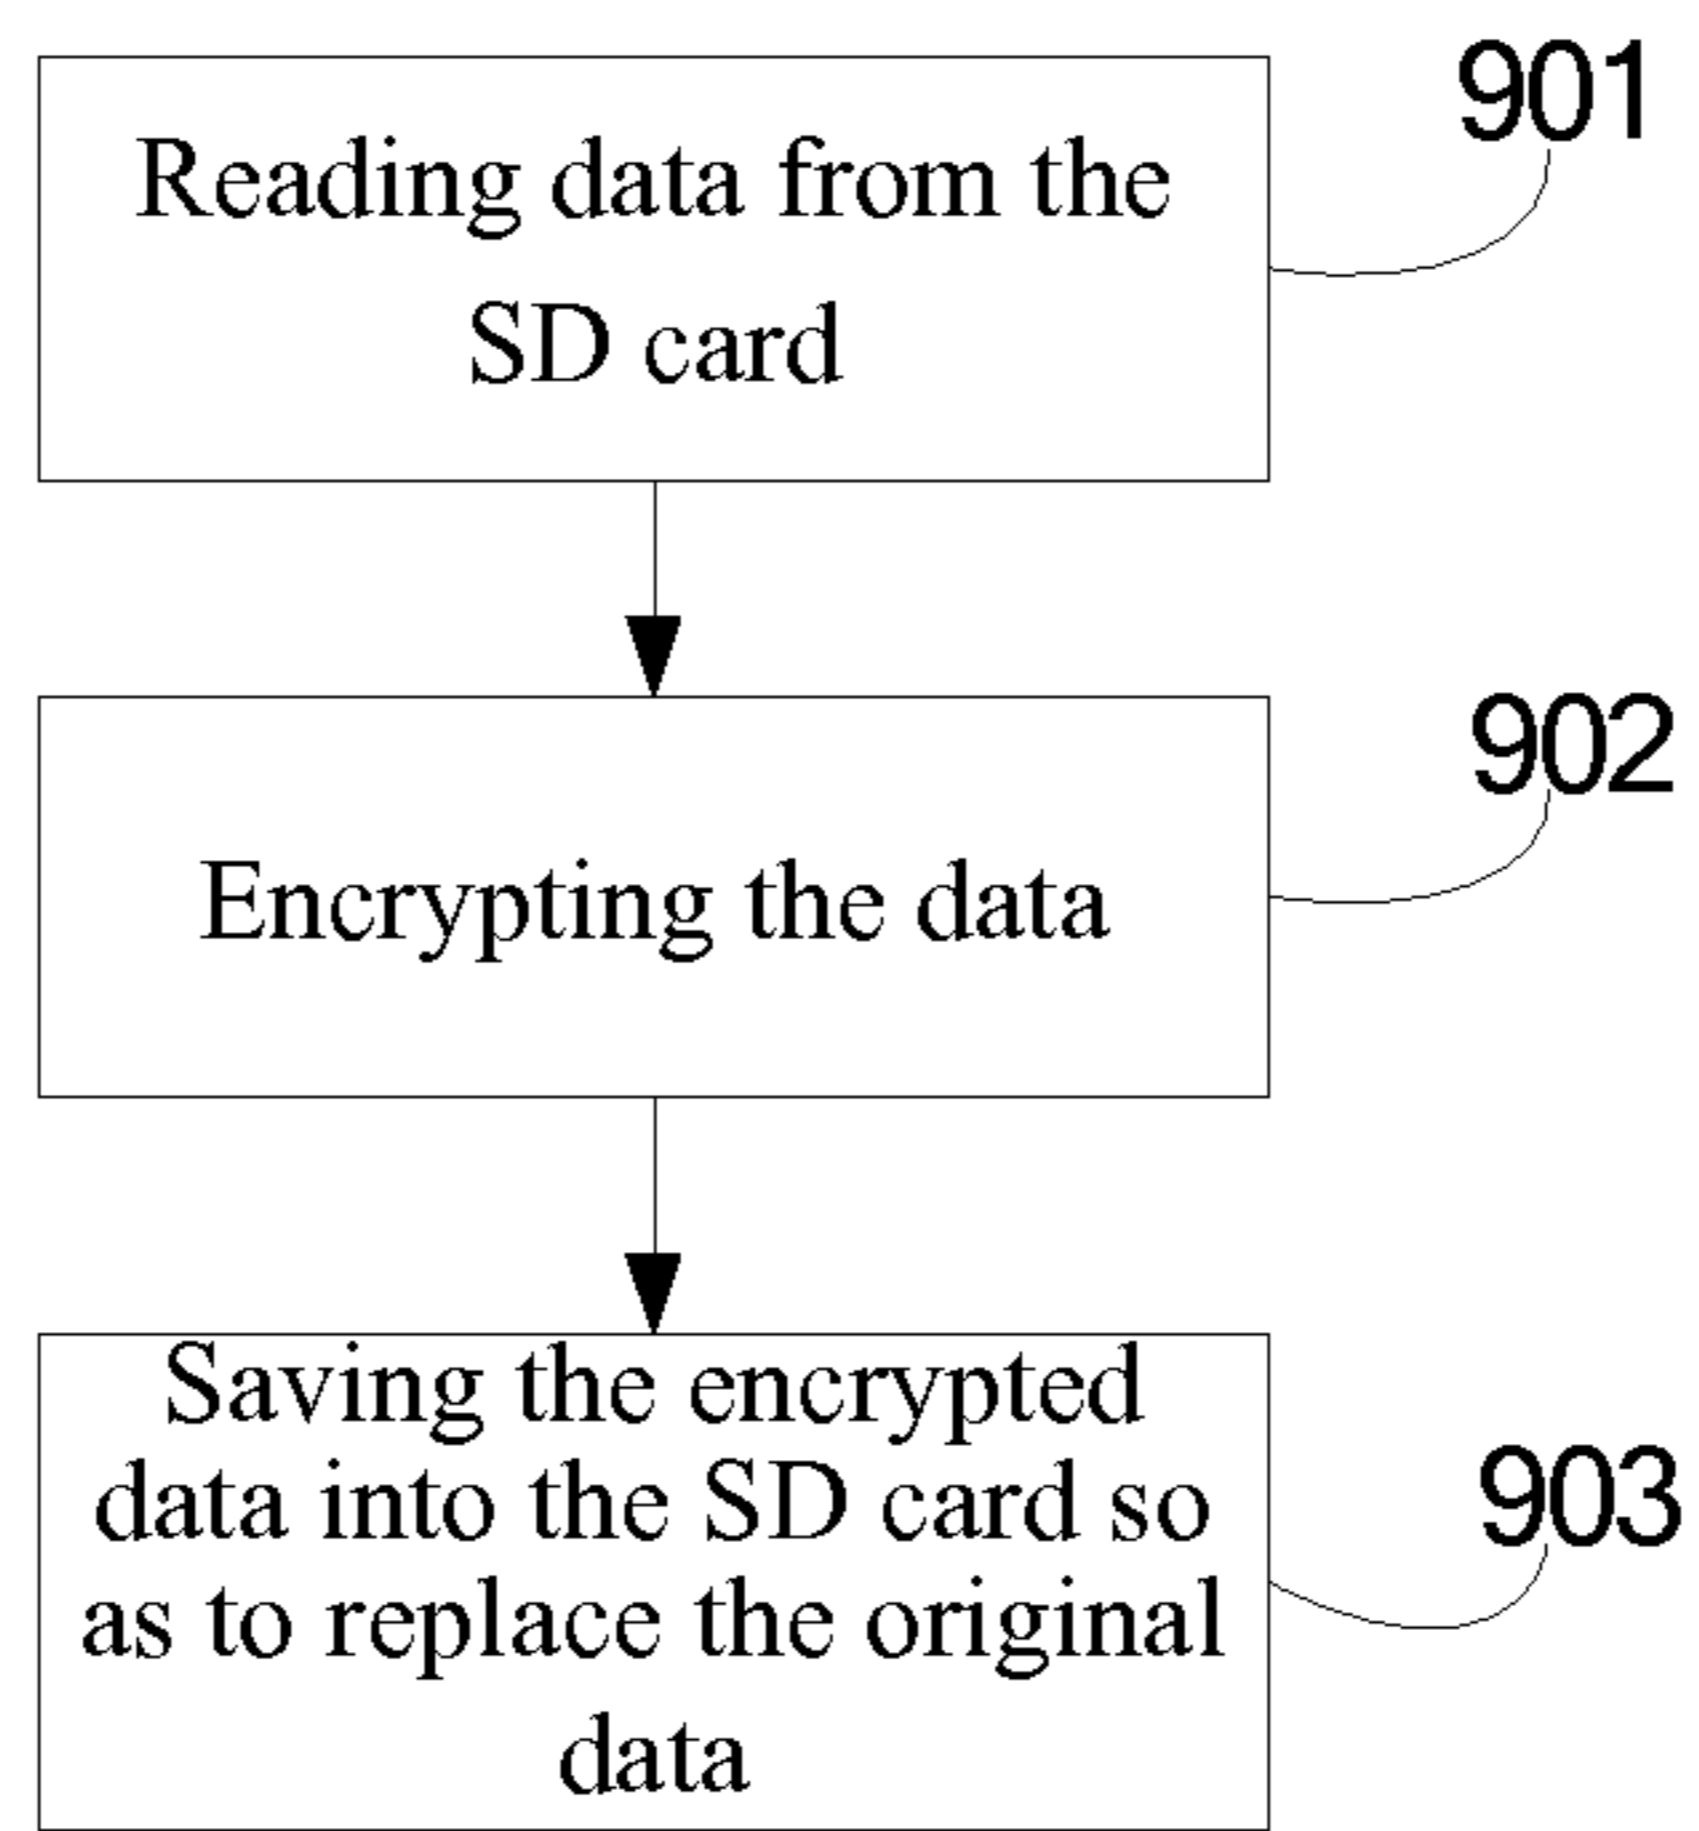 901
Reading data from the
SD card
902
Encrypting the data
Saving the encrypted
data into the SD card so
903
as to replace the original
data